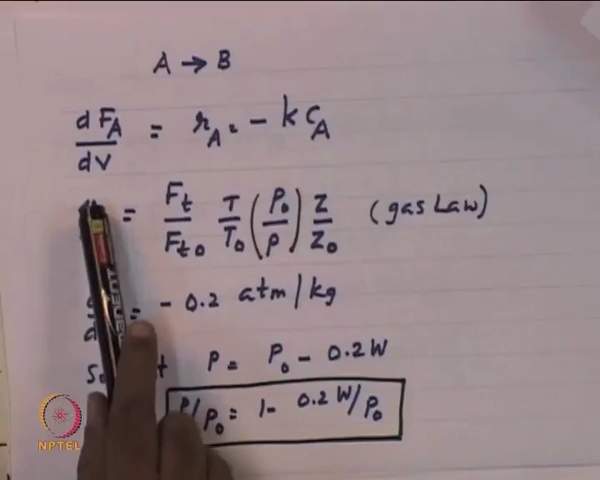 A → B
dF_A/dV = r_A = - k C_A
= F_t/F_t0 T/T_0 (P_0/P) Z/Z_0 (gas Law)
= - 0.2 atm/kg
P = P_0 - 0.2W
P/P_0 = 1 - 0.2W/P_0
NPTEL